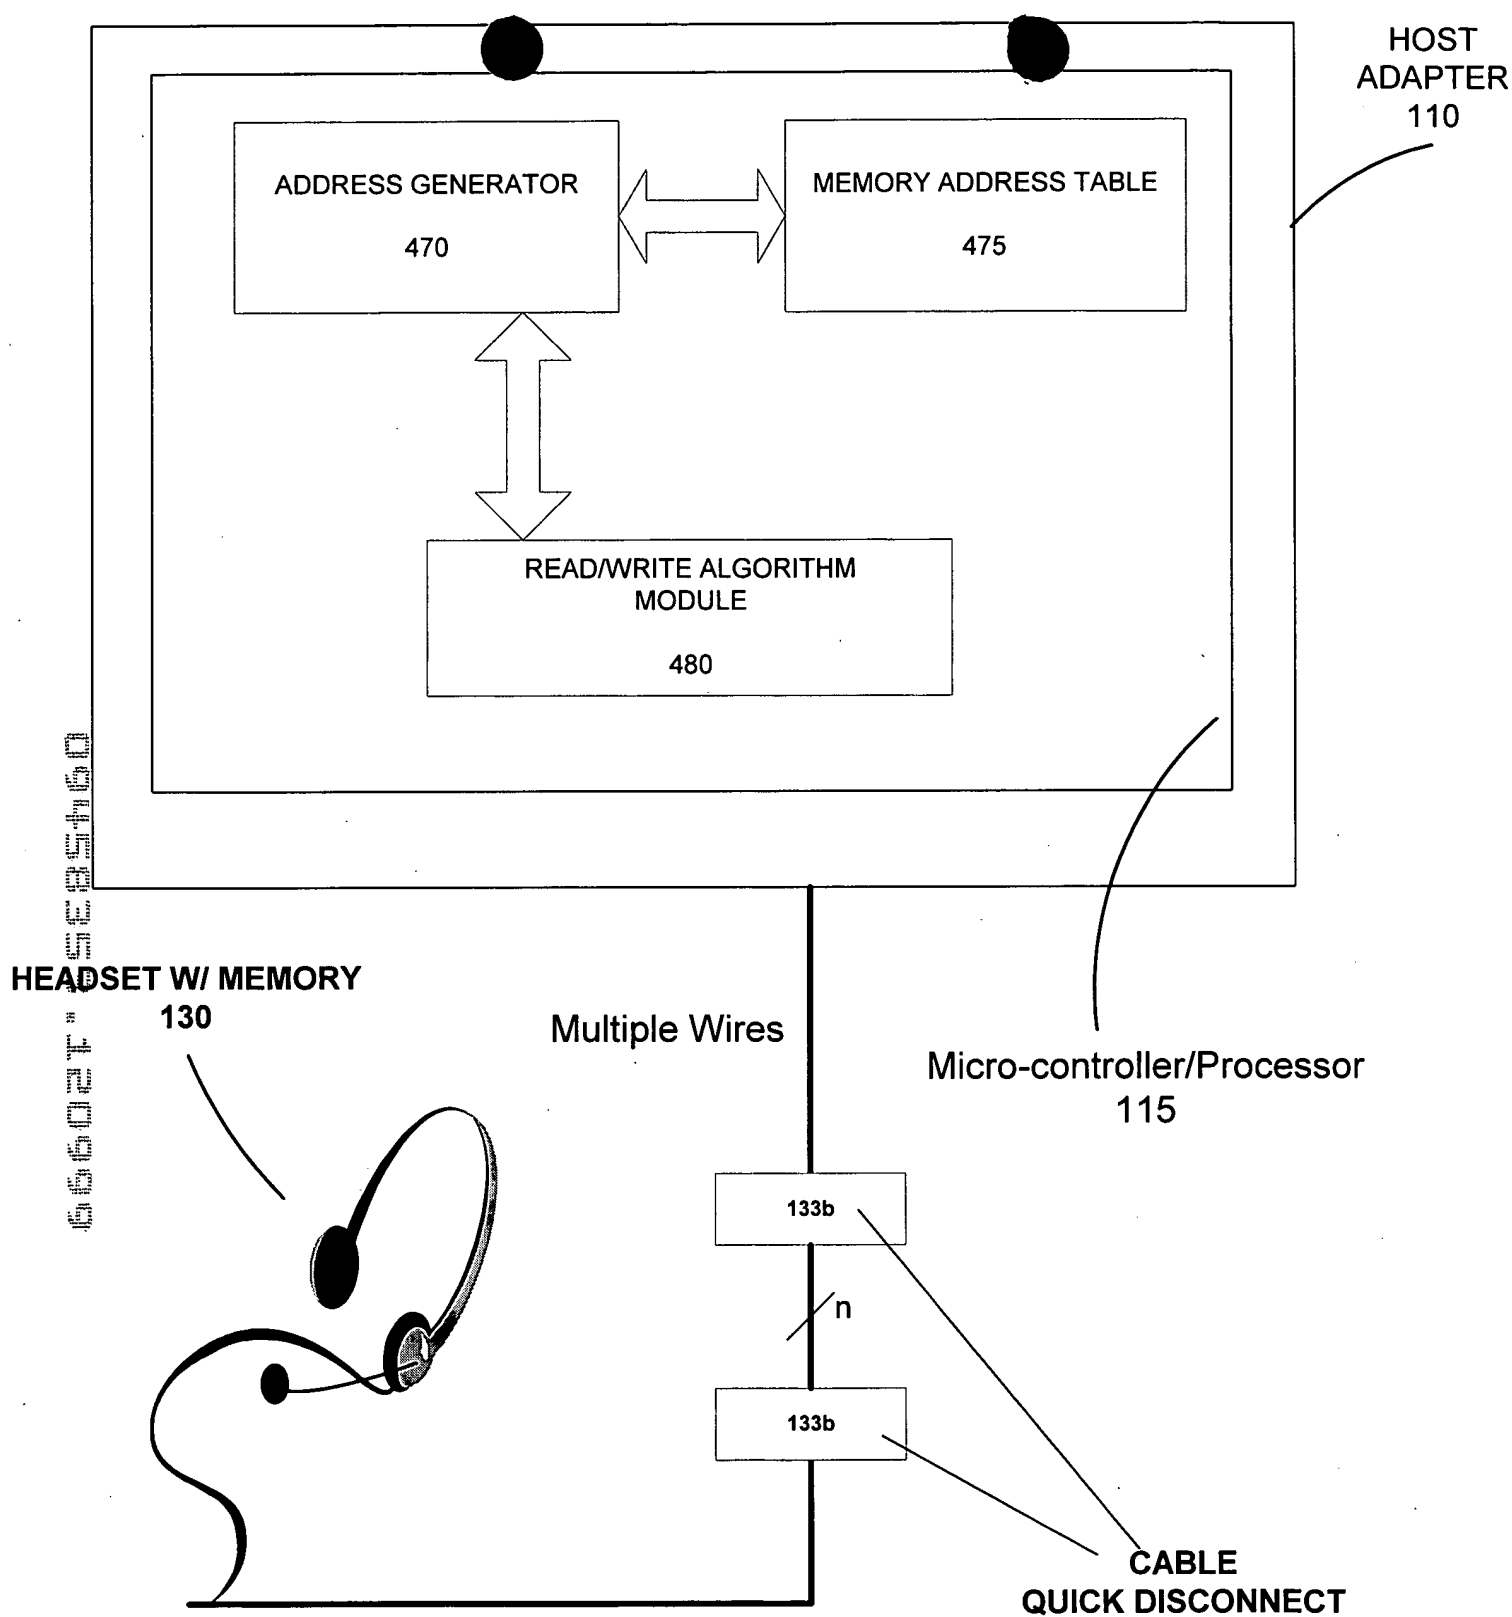 HOST
ADAPTER
110
ADDRESS GENERATOR
470
MEMORY ADDRESS TABLE
475
READ/WRITE ALGORITHM
MODULE
480
HEADSET W/ MEMORY
130
Multiple Wires
Micro-controller/Processor
115
133b
n
133b
CABLE
QUICK DISCONNECT